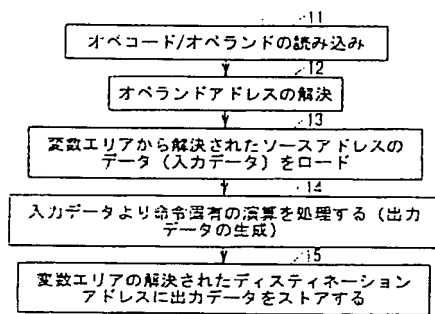 11
オペコード/オペランドの読み込み
12
オペランドアドレスの解決
13
変数エリアから解決されたソースアドレスの
データ（入力データ）をロード
14
入力データより命令固有の演算を処理する（出力
データの生成）
15
変数エリアの解決されたディスティネーション
アドレスに出力データをストアする